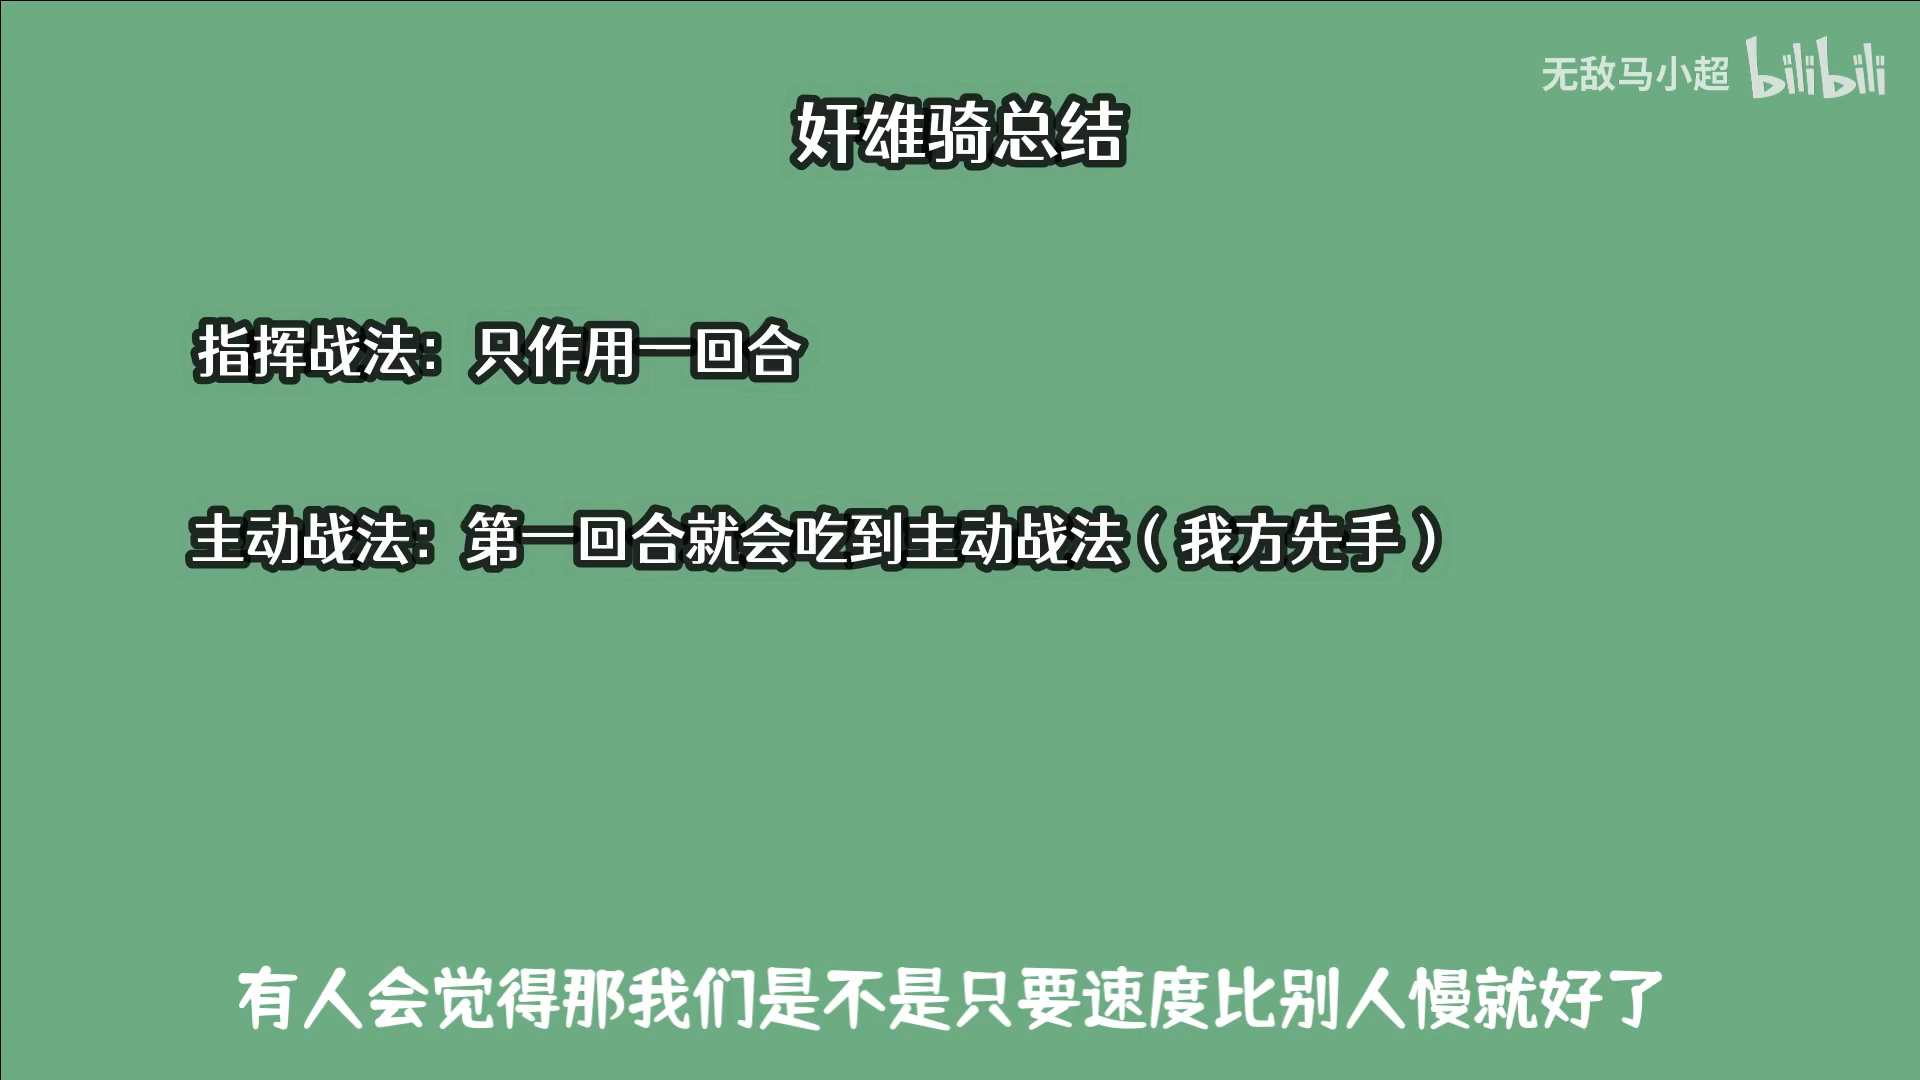 无敌马小超 bilibili
奸雄骑总结
指挥战法：只作用一回合
主动战法：第一回合就会吃到主动战法（我方先手）
有人会觉得那我们是不是只要速度比别人慢就好了